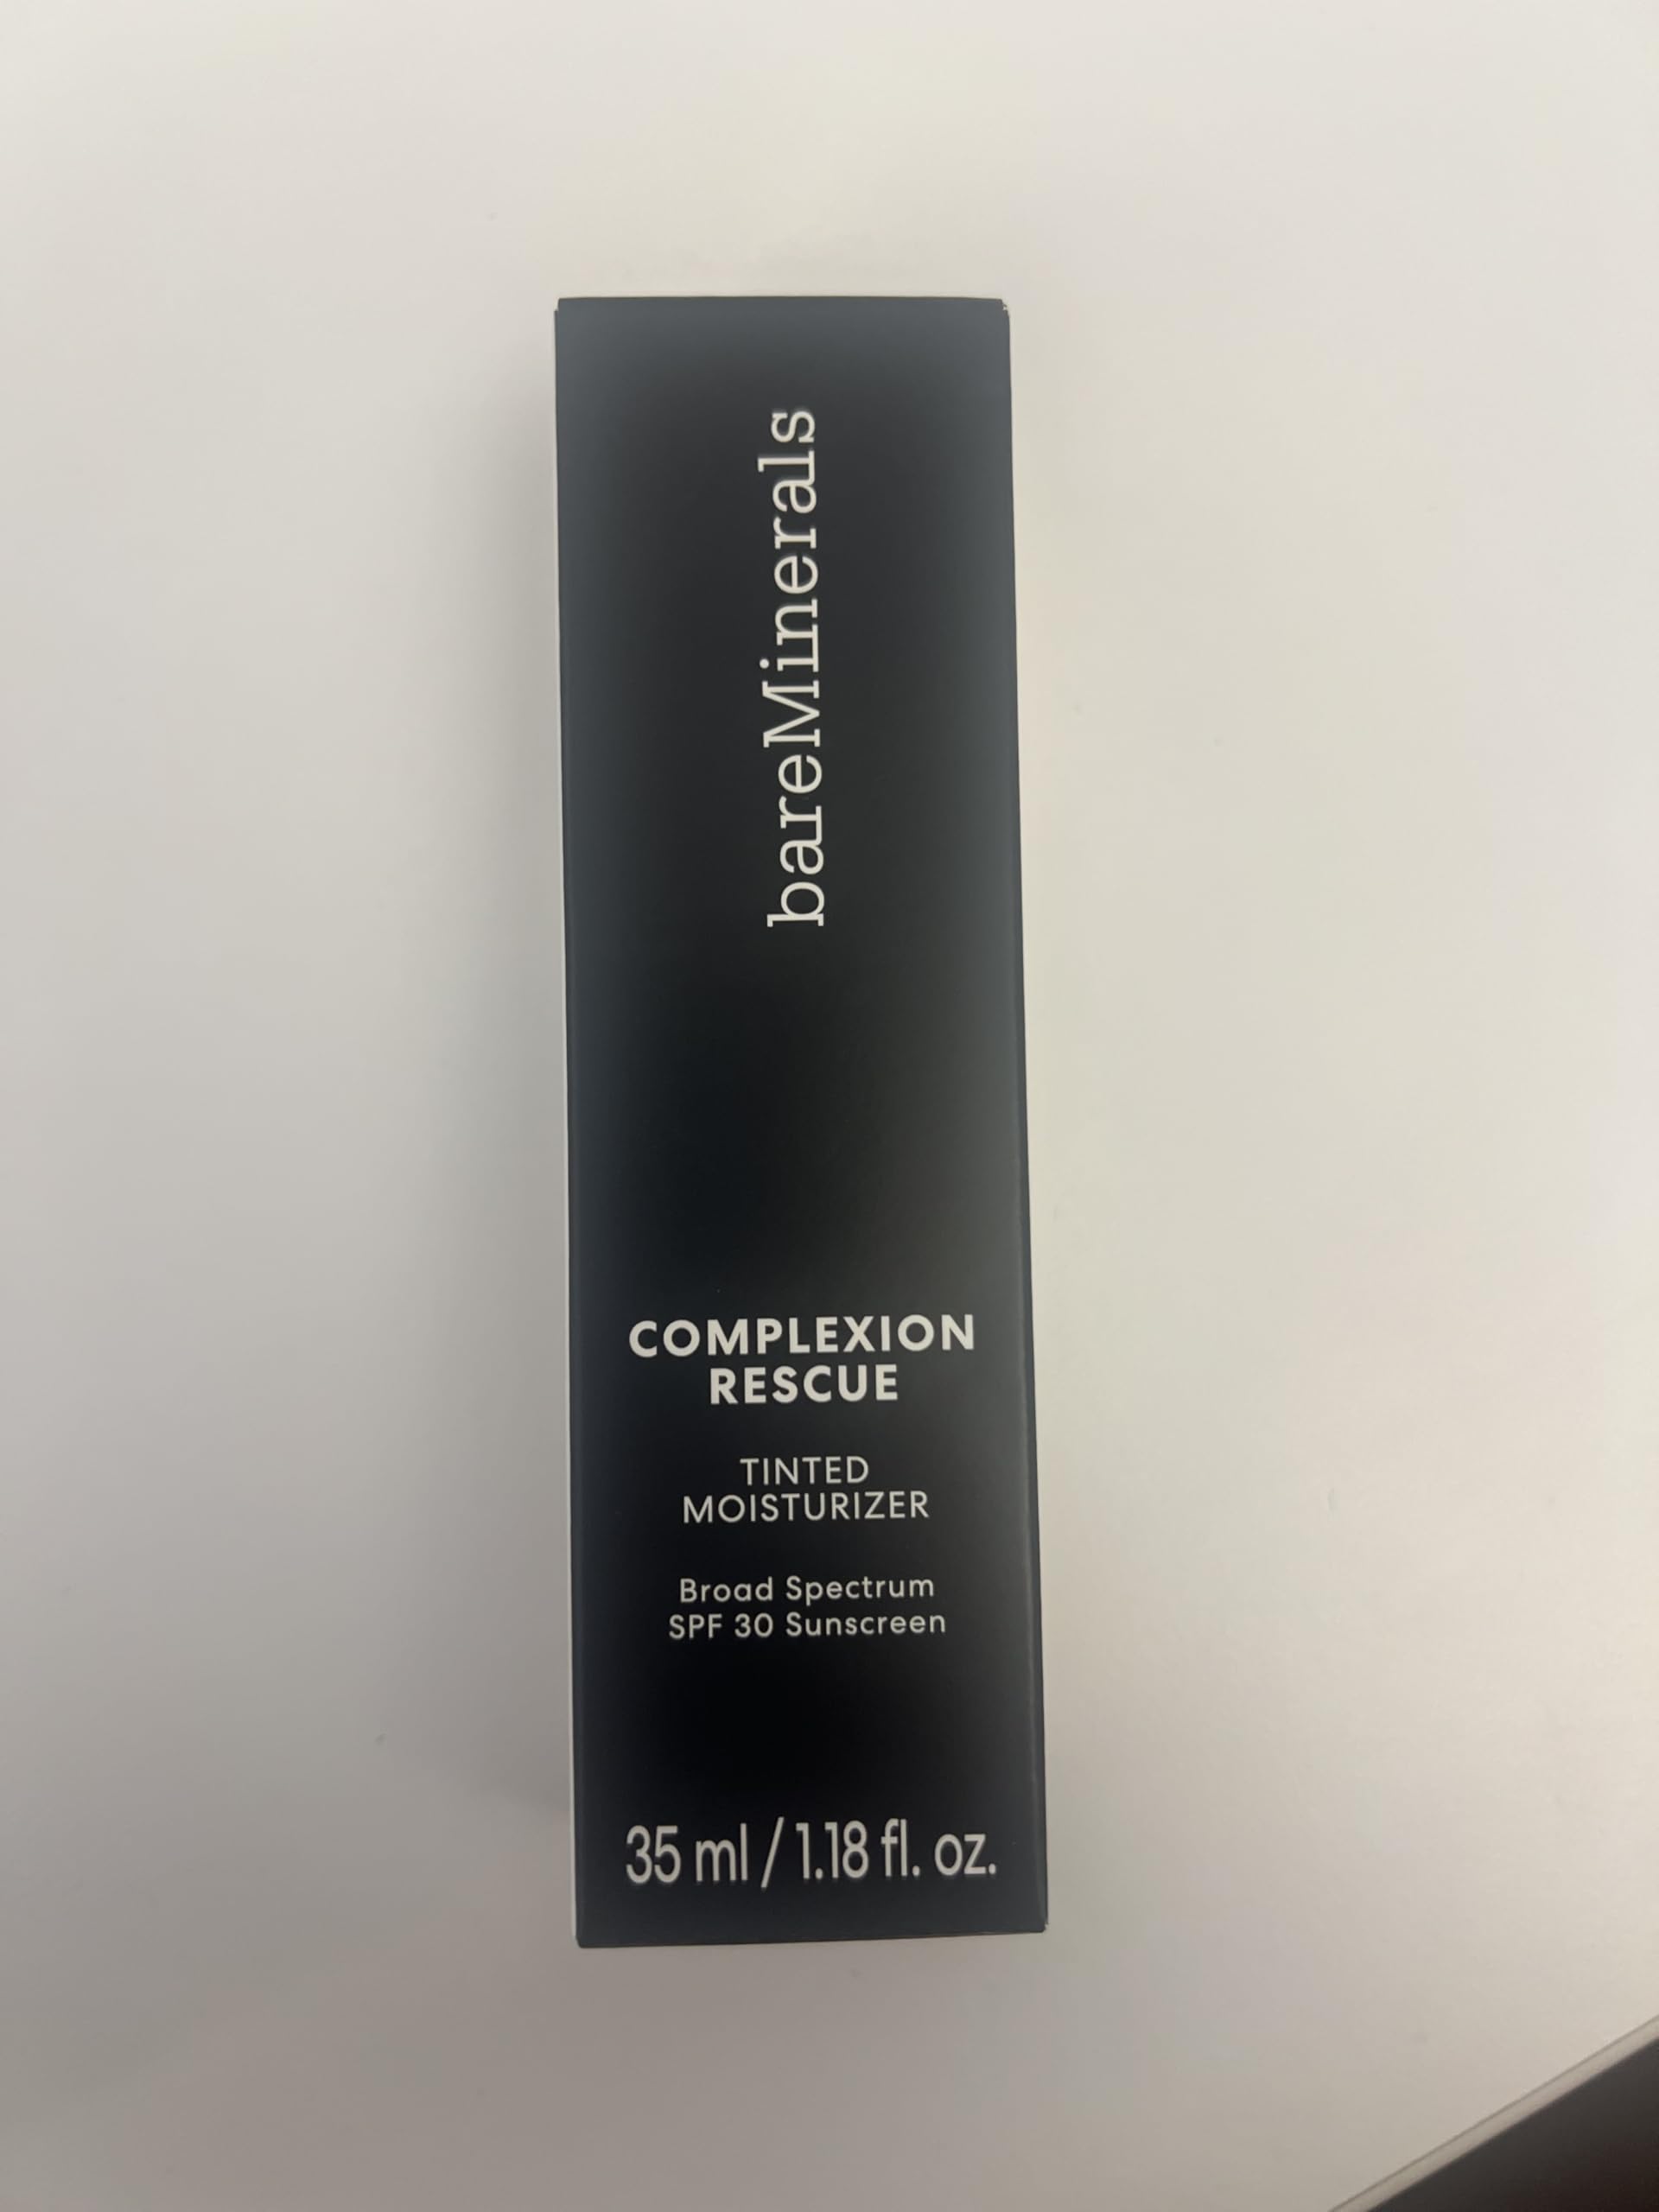 bareMinerals
COMPLEXION
RESCUE
TINTED
MOISTURIZER
Broad Spectrum
SPF 30 Sunscreen
35 ml / 1.18 fl. oz.